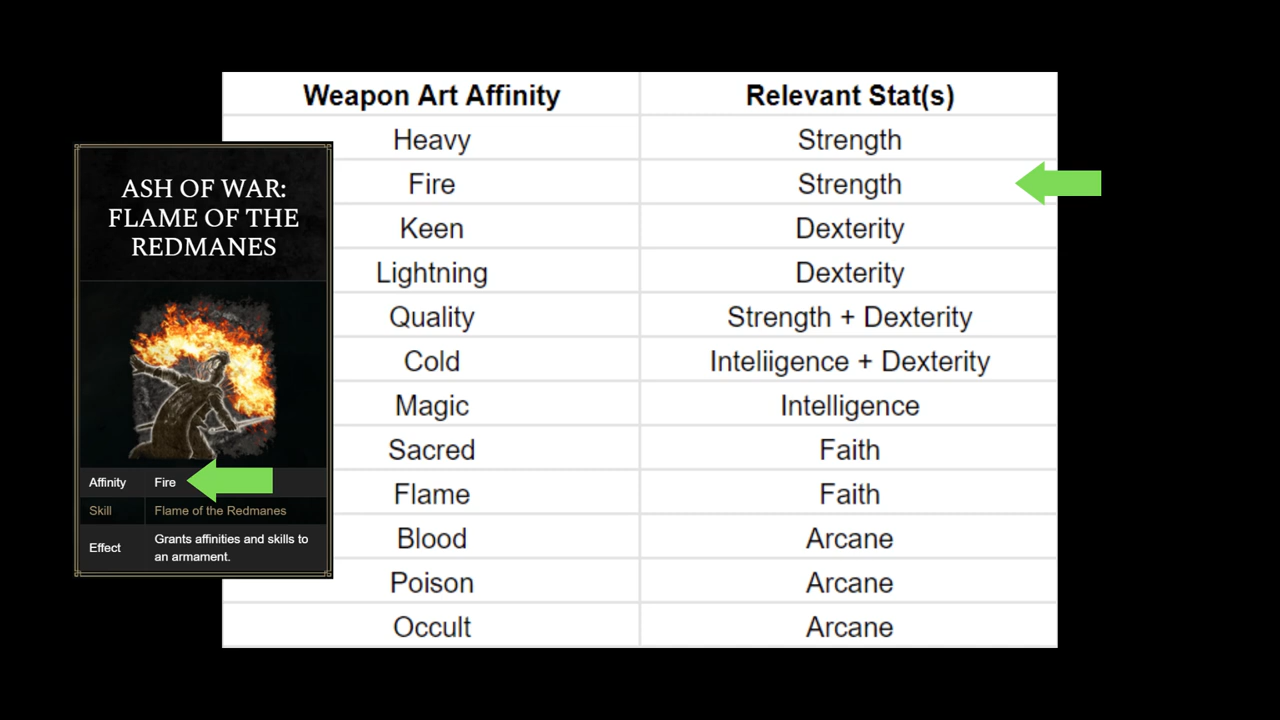 Weapon Art Affinity Relevant Stat(s)
Heavy Strength
Fire Strength
Keen Dexterity
Lightning Dexterity
Quality Strength + Dexterity
Cold Inteliigence + Dexterity
Magic Intelligence
Sacred Faith
Flame Faith
Blood Arcane
Poison Arcane
Occult Arcane
ASH OF WAR:
FLAME OF THE
REDMANES
Affinity Fire
Skill Flame of the Redmanes
Effect Grants affinities and skills to
an armament.